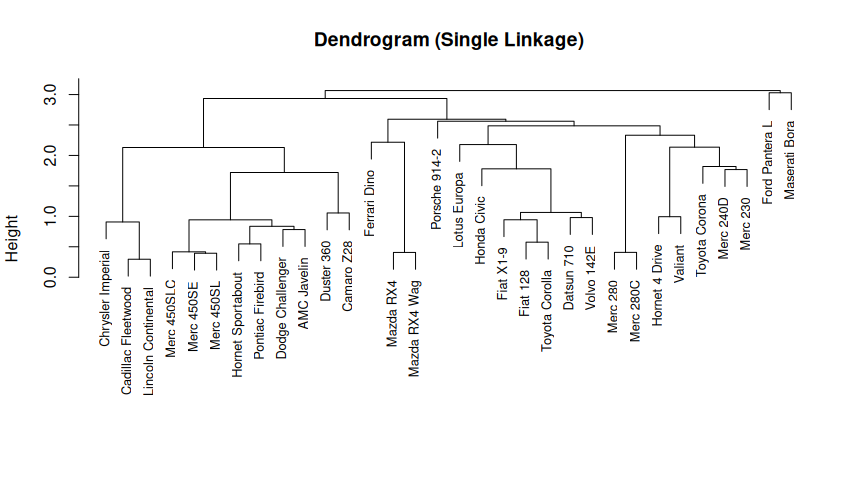 Dendrogram (Single Linkage)
Height
3.0
2.0
1.0
0.0
Chrysler Imperial
Cadillac Fleetwood
Lincoln Continental
Merc 450SLC
Merc 450SE
Merc 450SL
Hornet Sportabout
Pontiac Firebird
Dodge Challenger
AMC Javelin
Duster 360
Camaro Z28
Ferrari Dino
Mazda RX4
Mazda RX4 Wag
Porsche 914-2
Lotus Europa
Honda Civic
Fiat X1-9
Fiat 128
Toyota Corolla
Datsun 710
Volvo 142E
Merc 280
Merc 280C
Hornet 4 Drive
Valiant
Toyota Corona
Merc 240D
Merc 230
Ford Pantera L
Maserati Bora